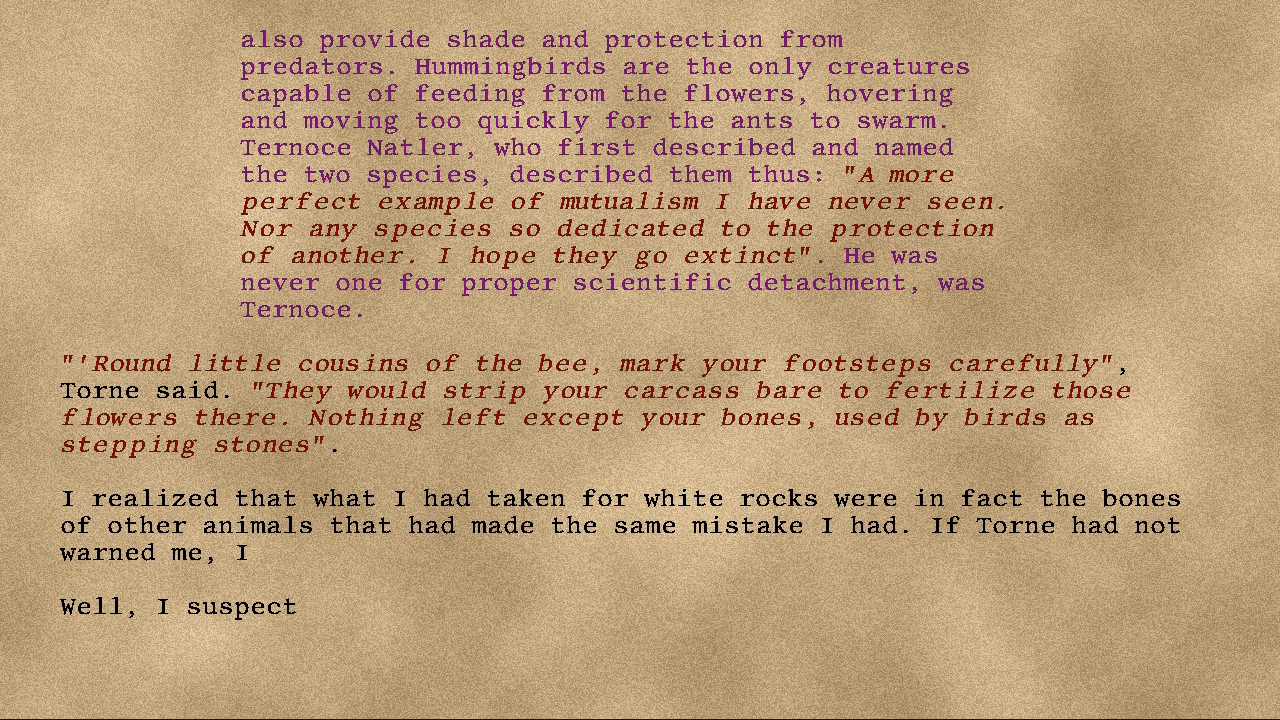 also provide shade and protection from
predators. Hummingbirds are the only creatures
capable of feeding from the flowers, hovering
and moving too quickly for the ants to swarm.
Ternoce Natler, who first described and named
the two species, described them thus: "A more
perfect example of mutualism I have never seen.
Nor any species so dedicated to the protection
of another. I hope they go extinct". He was
never one for proper scientific detachment, was
Ternoce.
"'Round little cousins of the bee, mark your footsteps carefully",
Torne said. "They would strip your carcass bare to fertilize those
flowers there. Nothing left except your bones, used by birds as
stepping stones".
I realized that what I had taken for white rocks were in fact the bones
of other animals that had made the same mistake I had. If Torne had not
warned me, I
Well, I suspect